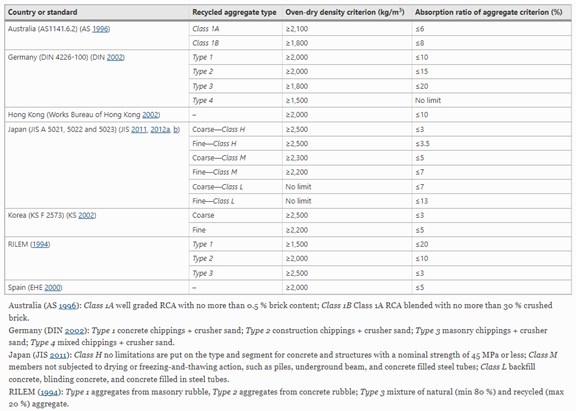 Country or standard Recycled aggregate type Oven-dry density criterion (kg/m³) Absorption ratio of aggregate criterion (%)
Australia (AS1141.6.2) (AS 1996) Class 1A ≥2,100 ≤6
Class 1B ≥1,800 ≤8
Germany (DIN 4226-100) (DIN 2002) Type 1 ≥2,000 ≤10
Type 2 ≥2,000 ≤15
Type 3 ≥1,800 ≤20
Type 4 ≥1,500 No limit
Hong Kong (Works Bureau of Hong Kong 2002) – ≥2,000 ≤10
Japan (JIS A 5021, 5022 and 5023) (JIS 2011, 2012a, b) Coarse—Class H ≥2,500 ≤3
Fine—Class H ≥2,500 ≤3.5
Coarse—Class M ≥2,300 ≤5
Fine—Class M ≥2,200 ≤7
Coarse—Class L No limit ≤7
Fine—Class L No limit ≤13
Korea (KS F 2573) (KS 2002) Coarse ≥2,500 ≤3
Fine ≥2,200 ≤5
RILEM (1994) Type 1 ≥1,500 ≤20
Type 2 ≥2,000 ≤10
Type 3 ≥2,500 ≤3
Spain (EHE 2000) – ≥2,000 ≤5
Australia (AS 1996): Class 1A well graded RCA with no more than 0.5 % brick content; Class 1B Class 1A RCA blended with no more than 30 % crushed
brick.
Germany (DIN 2002): Type 1 concrete chippings + crusher sand; Type 2 construction chippings + crusher sand; Type 3 masonry chippings + crusher
sand; Type 4 mixed chippings + crusher sand.
Japan (JIS 2011): Class H no limitations are put on the type and segment for concrete and structures with a nominal strength of 45 MPa or less; Class M
members not subjected to drying or freezing-and-thawing action, such as piles, underground beam, and concrete filled steel tubes; Class L backfill
concrete, blinding concrete, and concrete filled in steel tubes.
RILEM (1994): Type 1 aggregates from masonry rubble, Type 2 aggregates from concrete rubble; Type 3 mixture of natural (min 80 %) and recycled (max
20 %) aggregate.